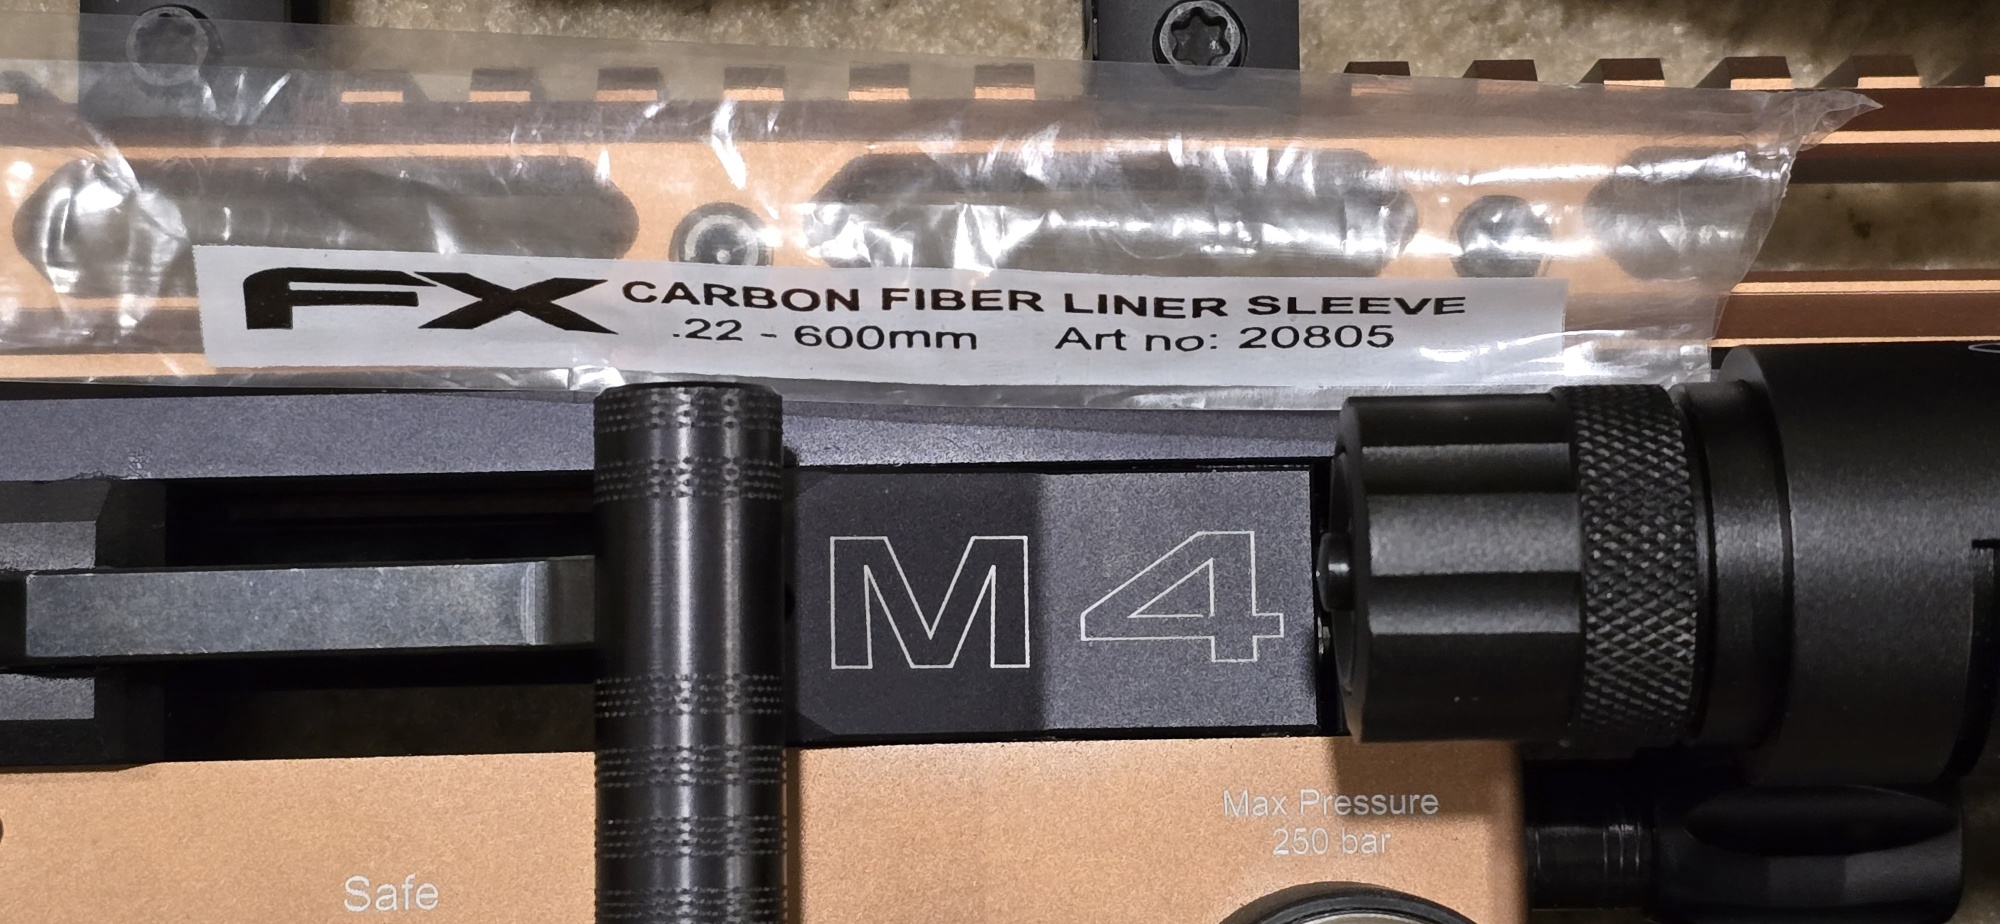 FX CARBON FIBER LINER SLEEVE
.22 - 600mm Art no: 20805
M4
Max Pressure
250 bar
Safe